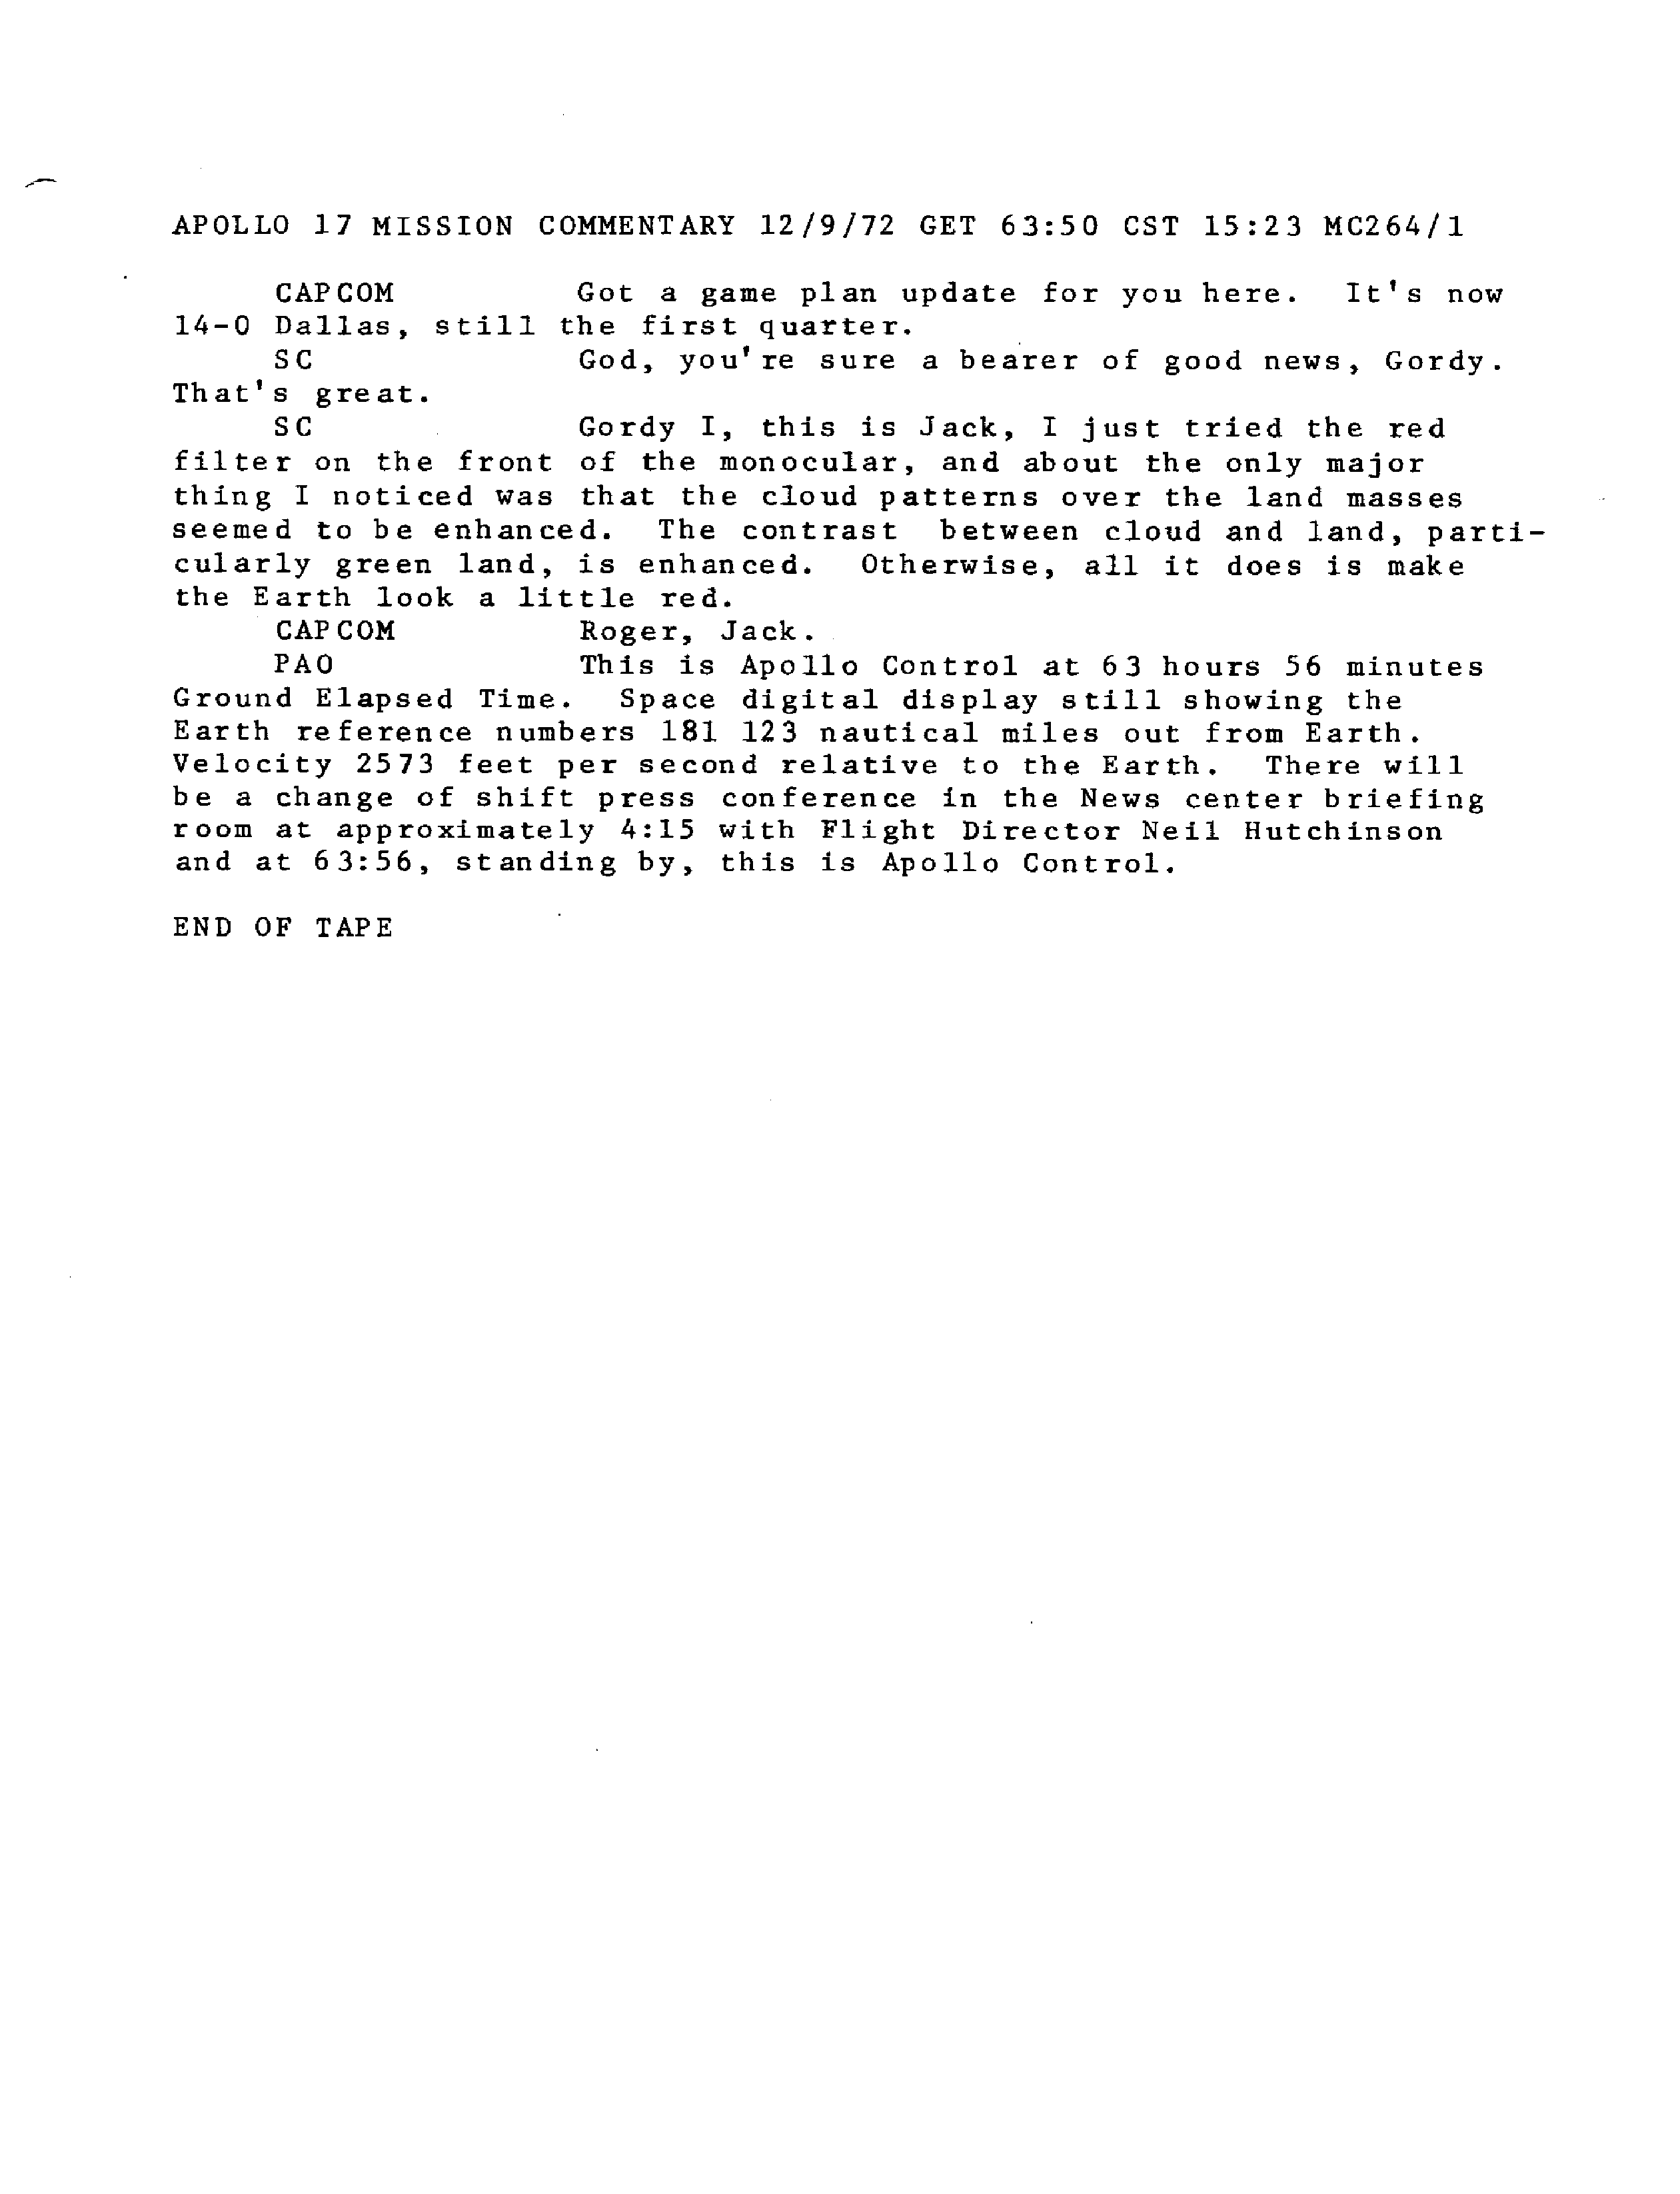 APOLLO 17 MISSION COMMENTARY 12/9/72 GET 63:50 CST 15:23 MC264/1
CAPCOM Got a game plan update for you here. It's now
14-0 Dallas, still the first quarter.
SC God, you're sure a bearer of good news, Gordy.
That's great.
SC Gordy I, this is Jack, I just tried the red
filter on the front of the monocular, and about the only major
thing I noticed was that the cloud patterns over the land masses
seemed to be enhanced. The contrast between cloud and land, parti-
cularly green land, is enhanced. Otherwise, all it does is make
the Earth look a little red.
CAPCOM Roger, Jack.
PAO This is Apollo Control at 63 hours 56 minutes
Ground Elapsed Time. Space digital display still showing the
Earth reference numbers 181 123 nautical miles out from Earth.
Velocity 2573 feet per second relative to the Earth. There will
be a change of shift press conference in the News center briefing
room at approximately 4:15 with Flight Director Neil Hutchinson
and at 63:56, standing by, this is Apollo Control.
END OF TAPE